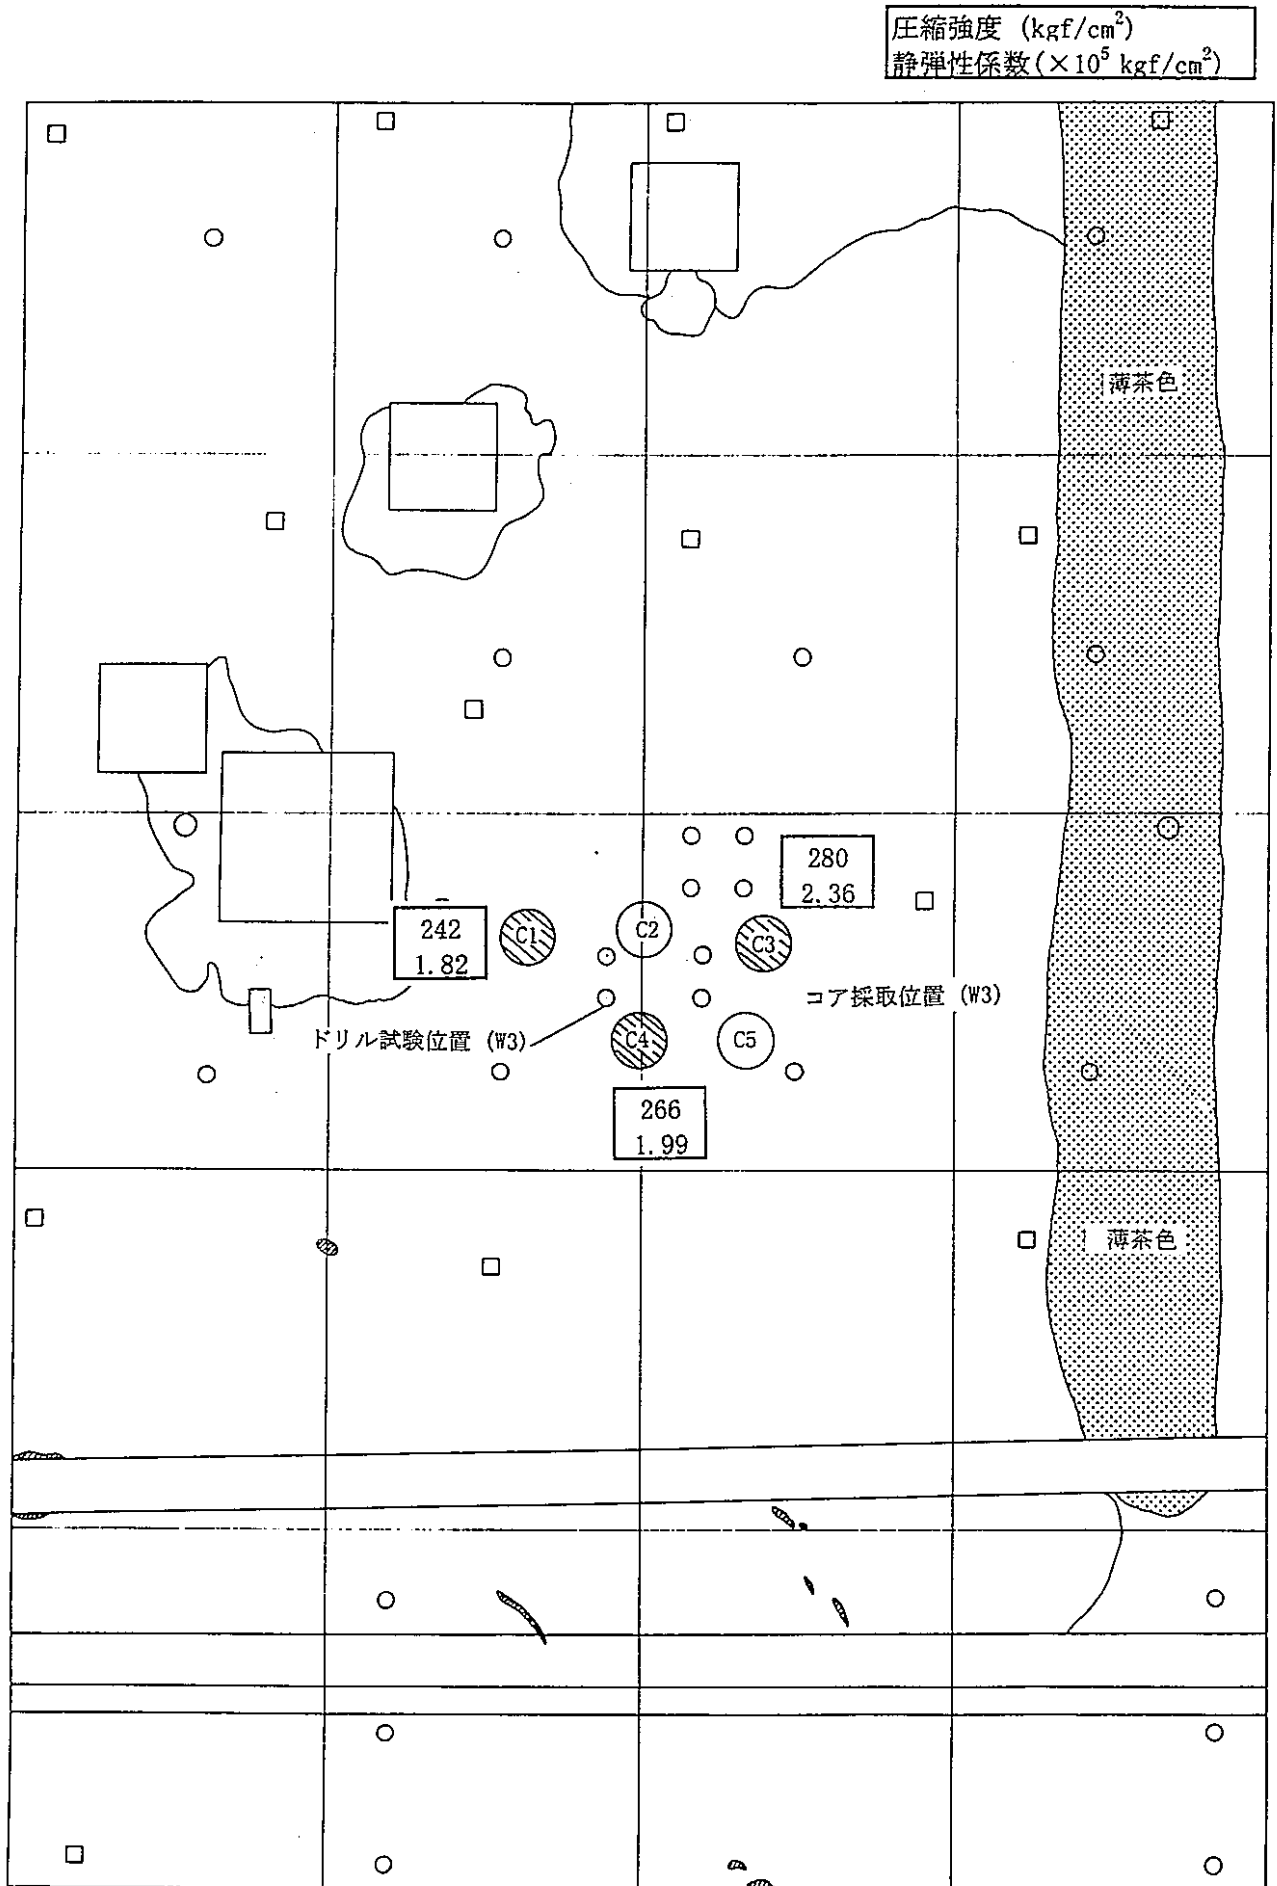 圧縮強度 (kgf/cm²)
静弾性係数(×10⁵ kgf/cm²)
薄茶色
280
2.36
242
1.82
C1
C2
C3
コア採取位置 (W3)
ドリル試験位置 (W3)
C4
C5
266
1.99
薄茶色